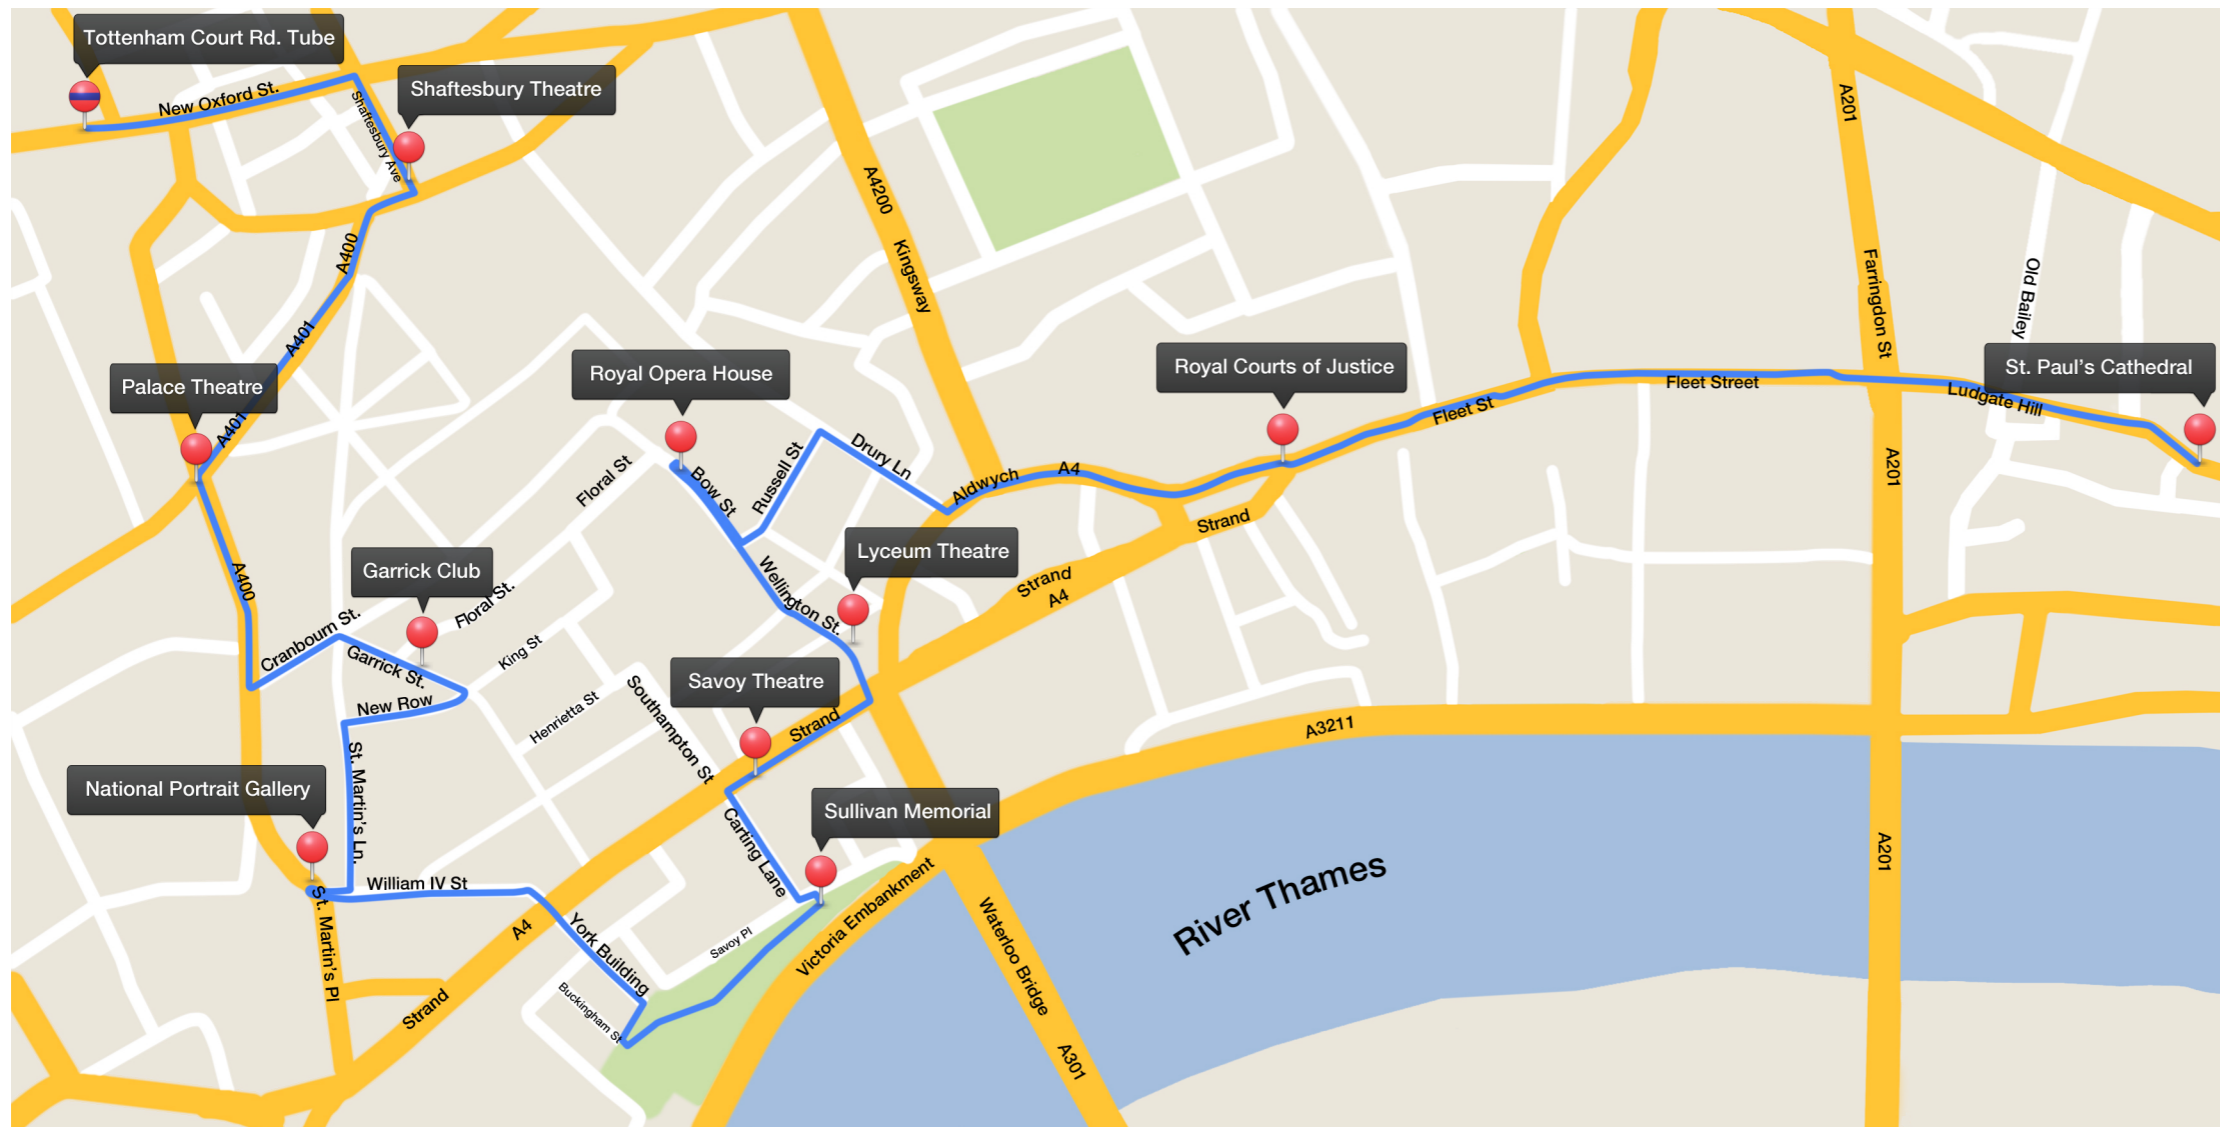 Tottenham Court Rd. Tube
Shaftesbury Theatre
New Oxford St.
Shaftesbury Ave
A201
A4200
Kingsway
A400
Farringdon St
Old Bailey
A401
Palace Theatre
A401
Royal Opera House
Royal Courts of Justice
St. Paul's Cathedral
Fleet Street
Fleet St
Ludgate Hill
Drury Ln
Russell St
Floral St
Bow St
Aldwych
A4
A201
Strand
Lyceum Theatre
Garrick Club
A400
Floral St.
Strand
A4
Wellington St.
Cranbourn St.
Garrick St.
King St
Savoy Theatre
New Row
Henrietta St
Southampton St
Strand
A3211
National Portrait Gallery
St. Martin's Ln.
Sullivan Memorial
Carting Lane
A201
William IV St
St. Martin's Pl
A4
York Building
Savoy Pl
Victoria Embankment
River Thames
Waterloo Bridge
Buckingham St
Strand
A301